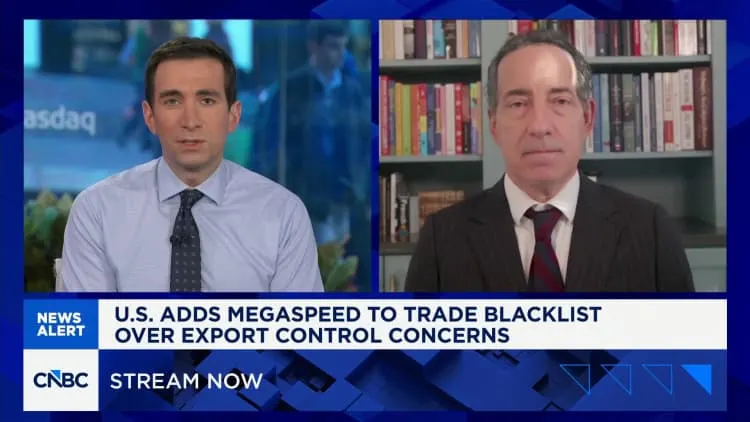 asdaq
NEWS
ALERT
U.S. ADDS MEGASPEED TO TRADE BLACKLIST
OVER EXPORT CONTROL CONCERNS
CNBC
STREAM NOW